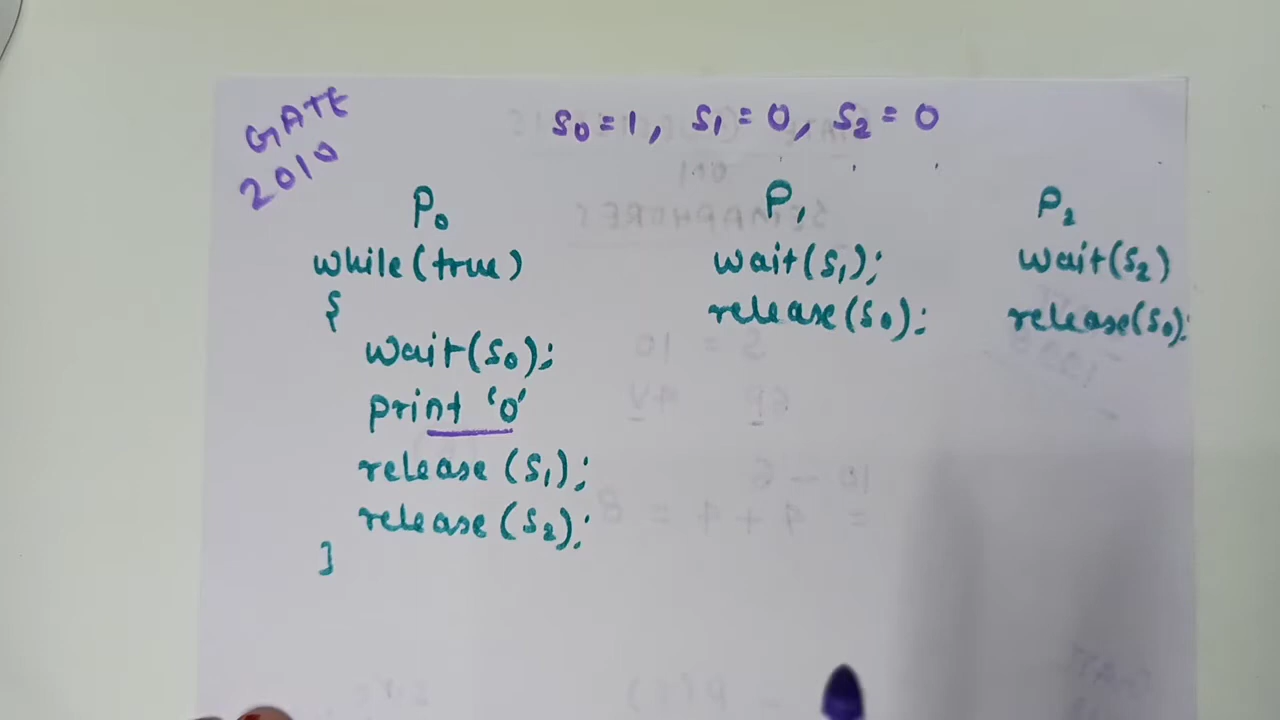 GATE
2010
S0=1, S1=0, S2=0
P0
while(true)
{
wait(S0);
print '0'
release (S1);
release (S2);
}
P1
wait(S1);
release(S0);
P2
wait(S2)
release(S0);